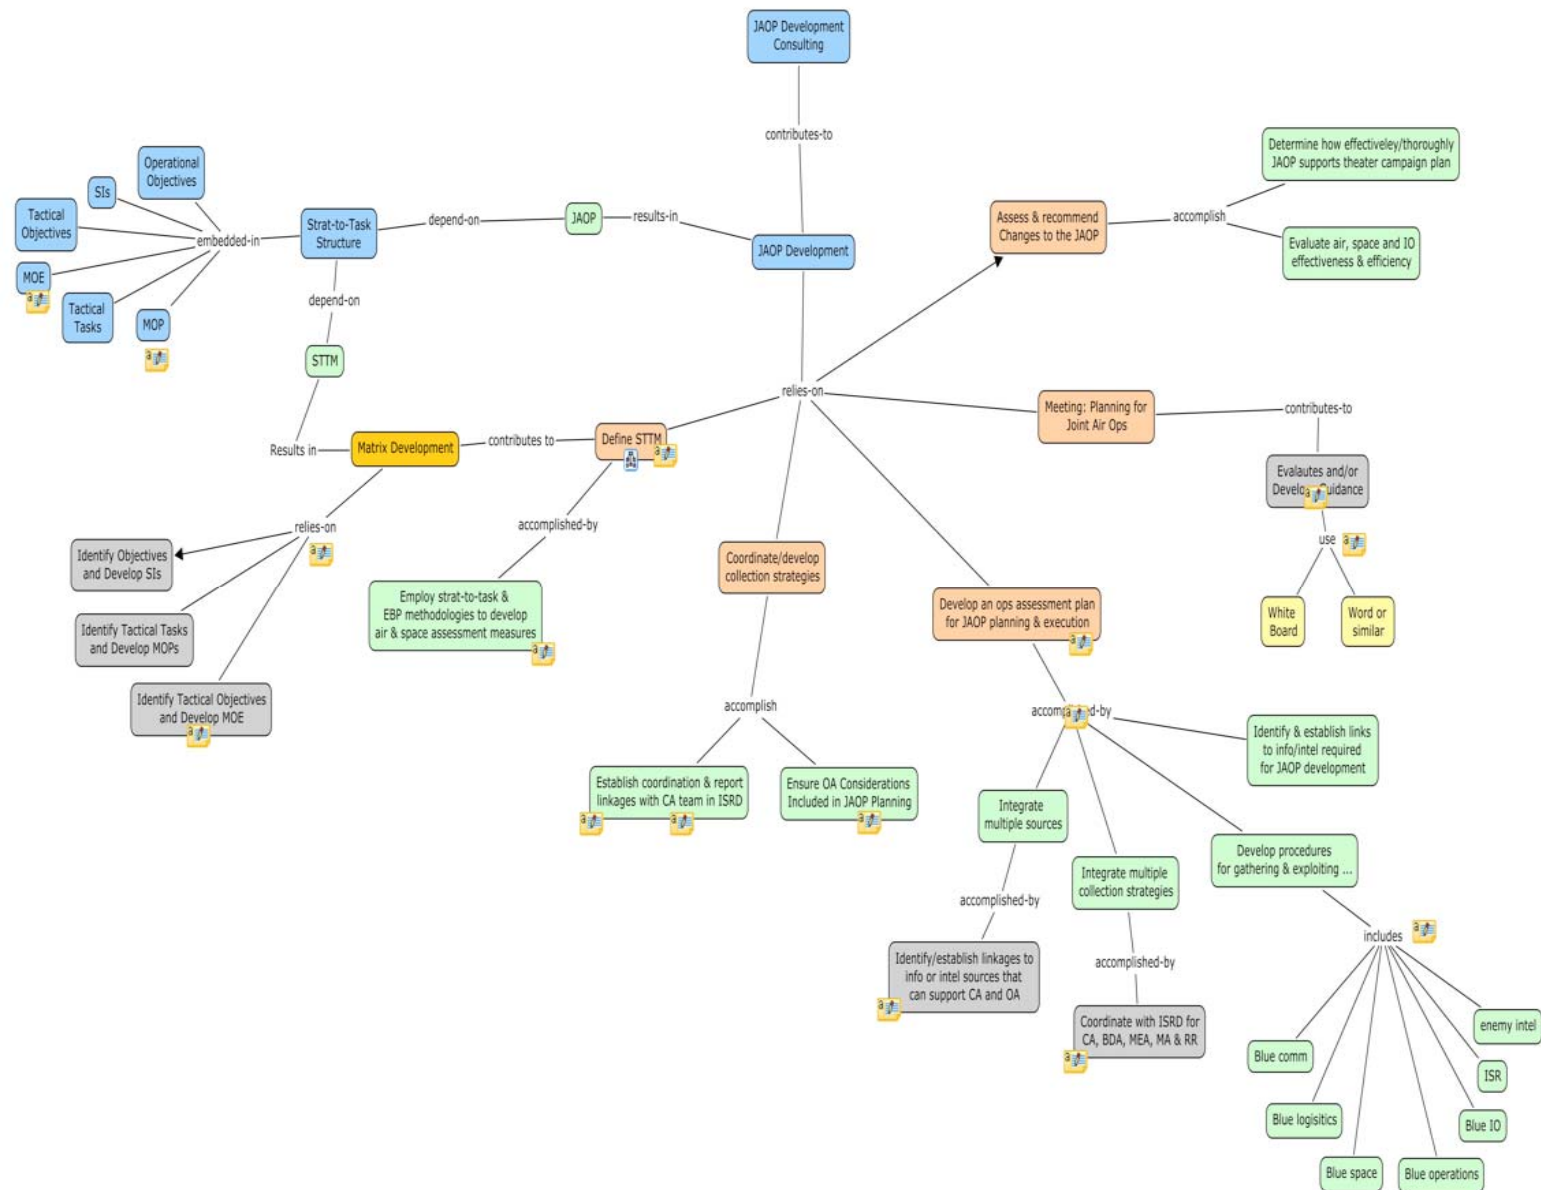 JAOP Development
Consulting
contributes-to
Determine how effectiveley/thoroughly
JAOP supports theater campaign plan
Operational
Objectives
SIs
Tactical
Objectives
embedded-in
Strat-to-Task
Structure
depend-on
JAOP
results-in
JAOP Development
Assess & recommend
Changes to the JAOP
accomplish
Evaluate air, space and IO
effectiveness & efficiency
MOE
Tactical
Tasks
MOP
depend-on
STTM
relies-on
Meeting: Planning for
Joint Air Ops
contributes-to
Results in
Matrix Development
contributes to
Define STTM
Evalautes and/or
Guidance
use
White
Board
Word or
similar
relies-on
accomplished-by
Identify Objectives
and Develop SIs
Identify Tactical Tasks
and Develop MOPs
Identify Tactical Objectives
and Develop MOE
Employ strat-to-task &
EBP methodologies to develop
air & space assessment measures
Coordinate/develop
collection strategies
Develop an ops assessment plan
for JAOP planning & execution
accomplish
Establish coordination & report
linkages with CA team in ISRD
Ensure OA Considerations
Included in JAOP Planning
Identify & establish links
to info/intel required
for JAOP development
Integrate
multiple sources
Integrate multiple
collection strategies
Develop procedures
for gathering & exploiting ...
accomplished-by
Identify/establish linkages to
info or intel sources that
can support CA and OA
accomplished-by
Coordinate with ISRD for
CA, BDA, MEA, MA & RR
includes
enemy intel
Blue comm
ISR
Blue logisitics
Blue IO
Blue space
Blue operations